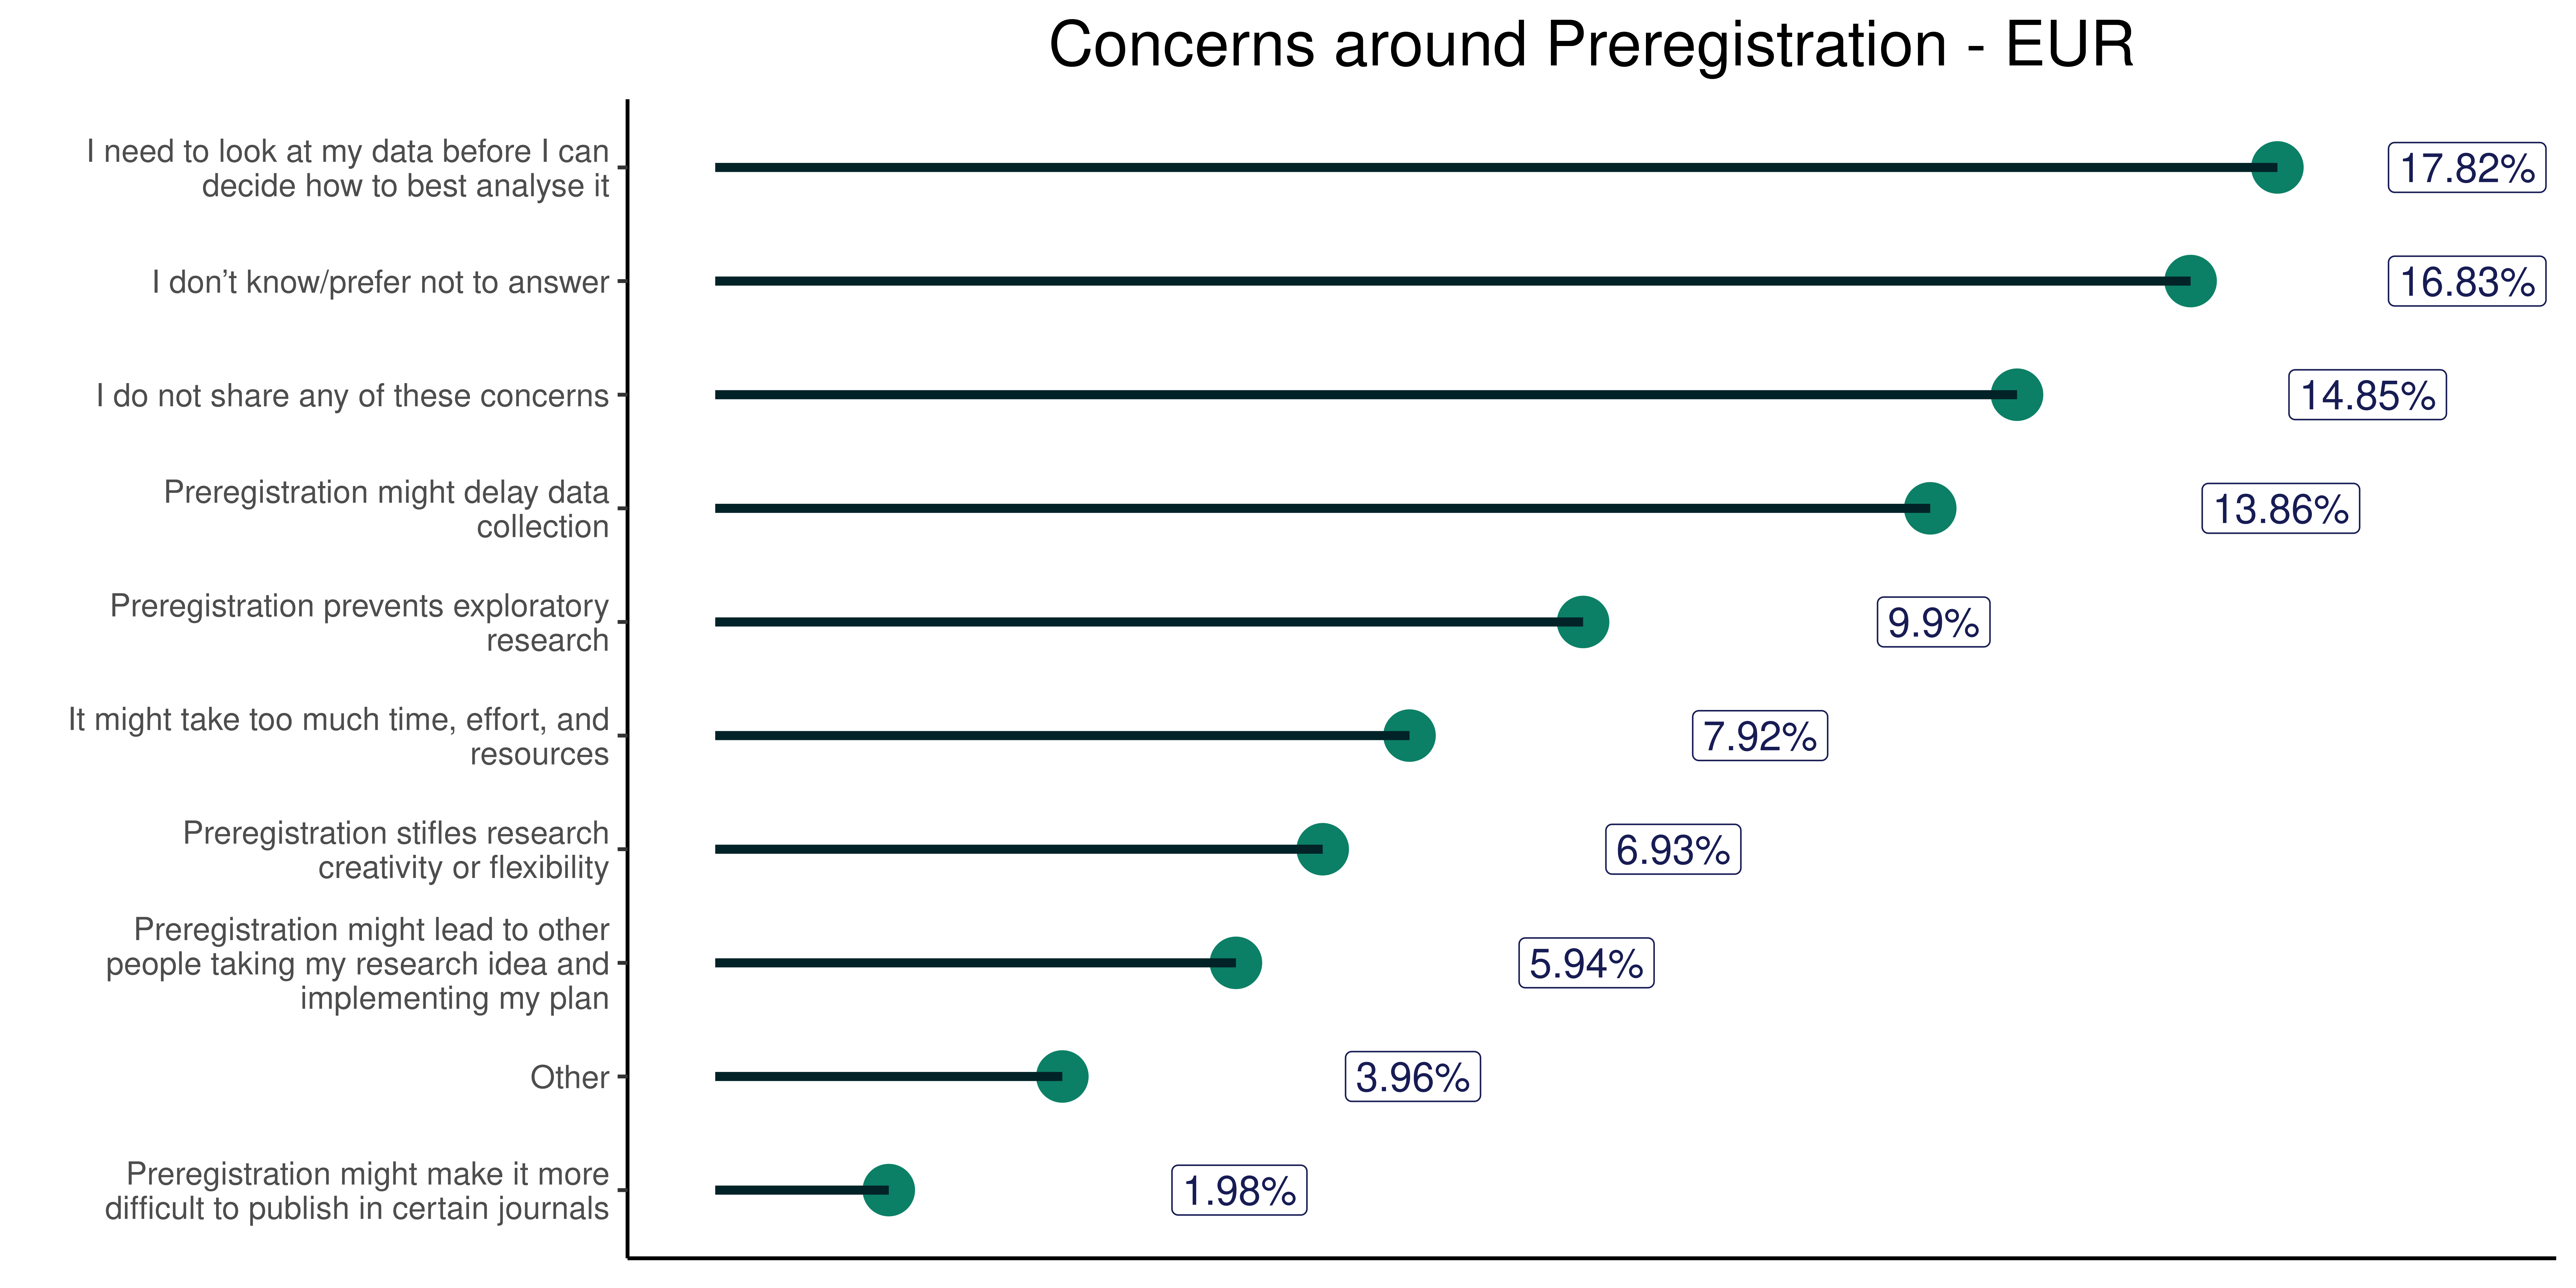 Concerns around Preregistration - EUR
I need to look at my data before I can
decide how to best analyse it
17.82%
I don’t know/prefer not to answer
16.83%
I do not share any of these concerns
14.85%
Preregistration might delay data
collection
13.86%
Preregistration prevents exploratory
research
9.9%
It might take too much time, effort, and
resources
7.92%
Preregistration stifles research
creativity or flexibility
6.93%
Preregistration might lead to other
people taking my research idea and
implementing my plan
5.94%
Other
3.96%
Preregistration might make it more
difficult to publish in certain journals
1.98%